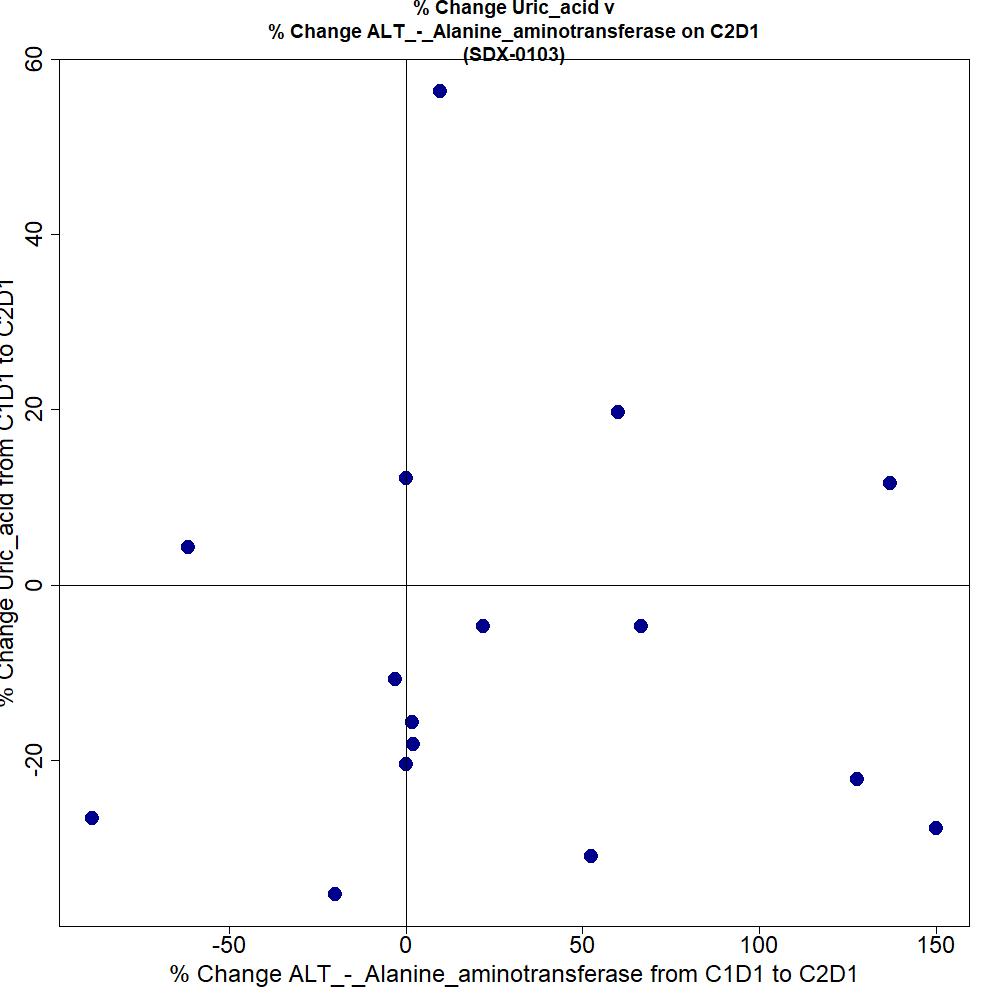 % Change Uric_acid v
% Change ALT_-_Alanine_aminotransferase on C2D1
(SDX-0103)
60
40
20
0
-20
% Change Uric_acid from C1D1 to C2D1
-50
0
50
100
150
% Change ALT_-_Alanine_aminotransferase from C1D1 to C2D1